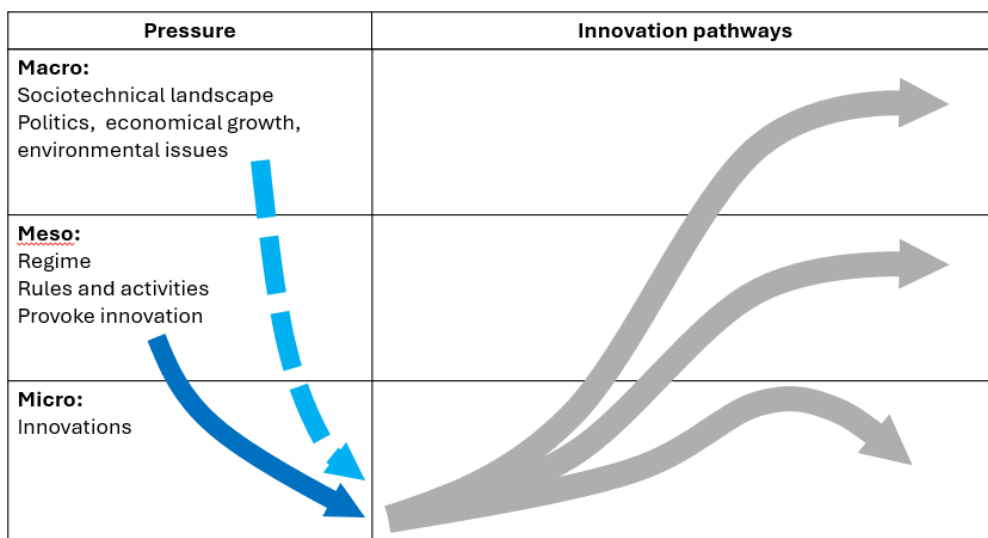 Pressure
Innovation pathways
Macro:
Sociotechnical landscape
Politics, economical growth,
environmental issues
Meso:
Regime
Rules and activities
Provoke innovation
Micro:
Innovations